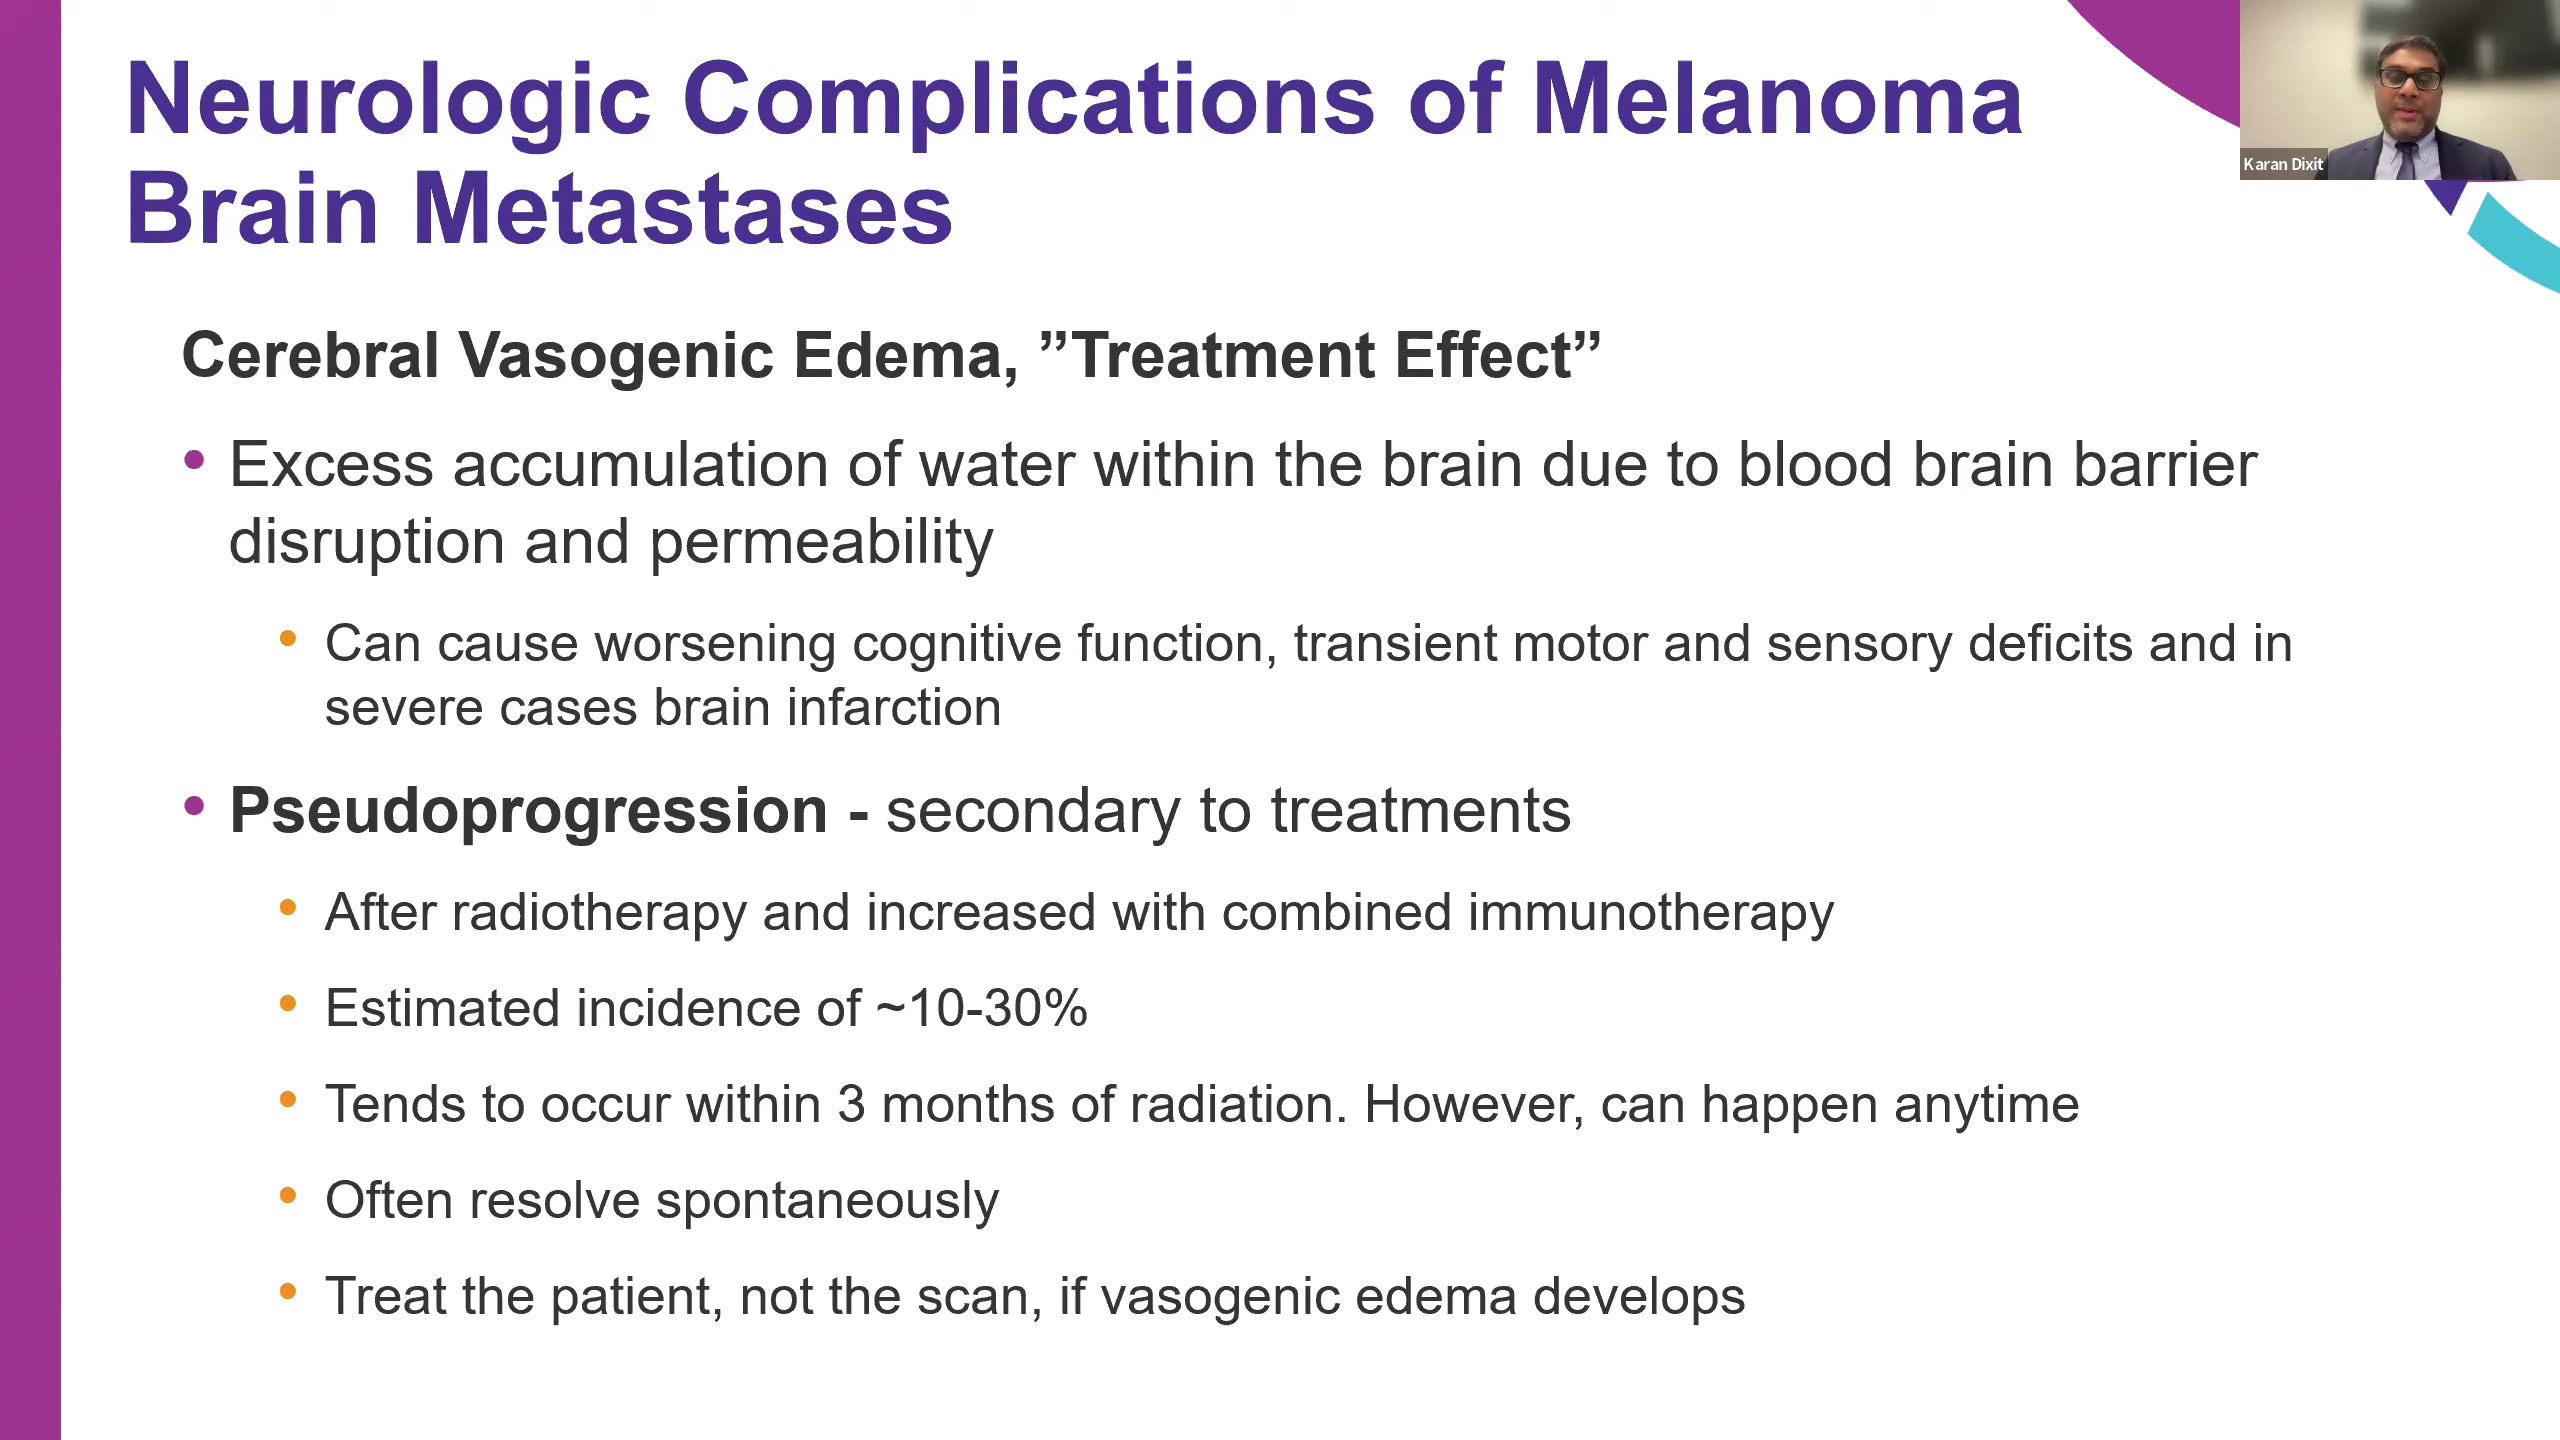 Neurologic Complications of Melanoma
Brain Metastases
Karan Dixit
Cerebral Vasogenic Edema, ”Treatment Effect”
• Excess accumulation of water within the brain due to blood brain barrier
disruption and permeability
• Can cause worsening cognitive function, transient motor and sensory deficits and in
severe cases brain infarction
• Pseudoprogression - secondary to treatments
• After radiotherapy and increased with combined immunotherapy
• Estimated incidence of ~10-30%
• Tends to occur within 3 months of radiation. However, can happen anytime
• Often resolve spontaneously
• Treat the patient, not the scan, if vasogenic edema develops